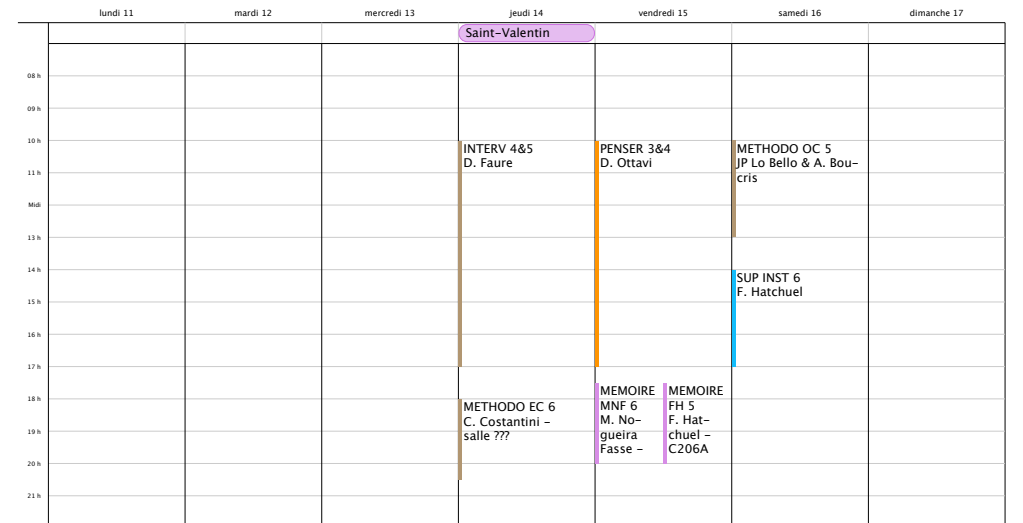 lundi 11
mardi 12
mercredi 13
jeudi 14
vendredi 15
samedi 16
dimanche 17
Saint-Valentin
08 h
09 h
10 h
11 h
Midi
13 h
14 h
15 h
16 h
17 h
18 h
19 h
20 h
21 h
INTERV 4&5
D. Faure
METHODO EC 6
C. Costantini -
salle ???
PENSER 3&4
D. Ottavi
MEMOIRE
MNF 6
M. No-
gueira
Fasse -
MEMOIRE
FH 5
F. Hat-
chuel -
C206A
METHODO OC 5
JP Lo Bello & A. Bou-
cris
SUP INST 6
F. Hatchuel